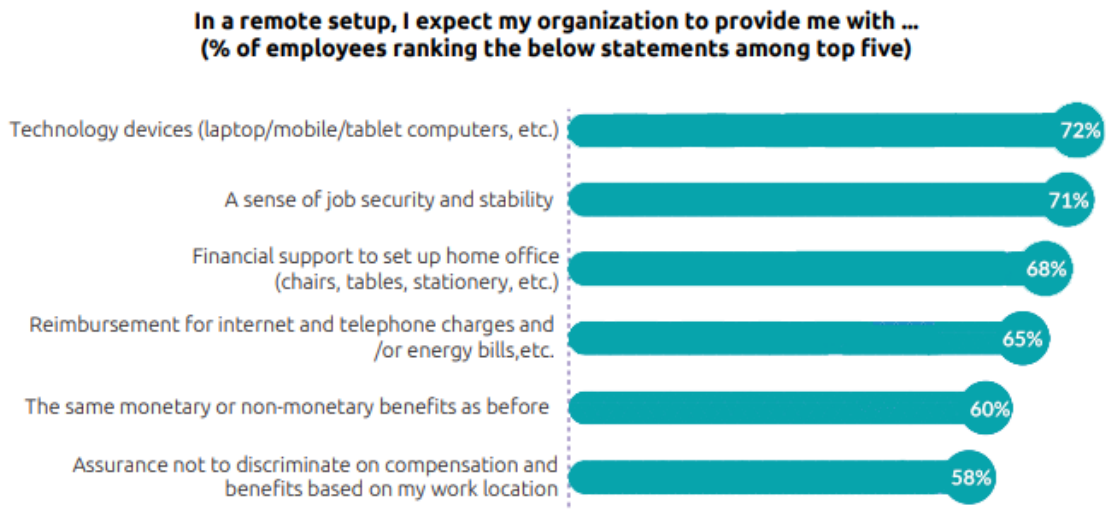 In a remote setup, I expect my organization to provide me with ...
(% of employees ranking the below statements among top five)
Technology devices (laptop/mobile/tablet computers, etc.)
72%
A sense of job security and stability
71%
Financial support to set up home office
(chairs, tables, stationery, etc.)
68%
Reimbursement for internet and telephone charges and
/or energy bills,etc.
65%
The same monetary or non-monetary benefits as before
60%
Assurance not to discriminate on compensation and
benefits based on my work location
58%